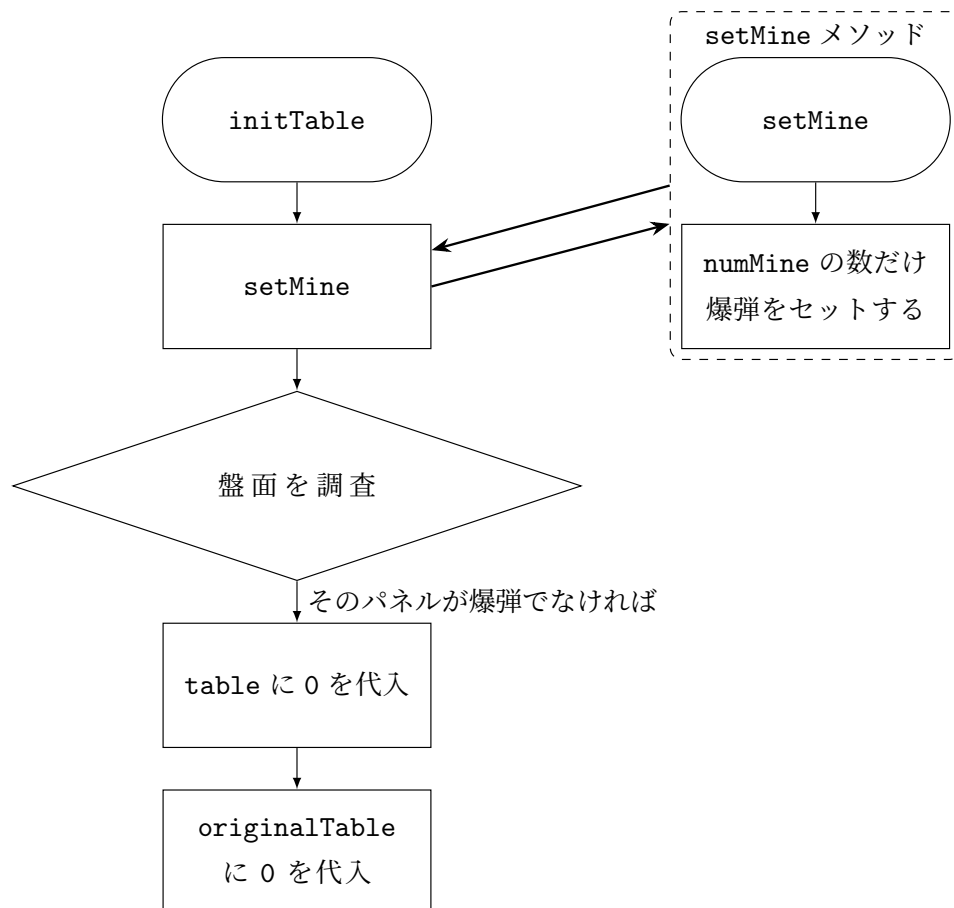 setMine メソッド
initTable
setMine
setMine
numMine の数だけ
爆弾をセットする
盤面を調査
そのパネルが爆弾でなければ
table に 0 を代入
originalTable
に 0 を代入